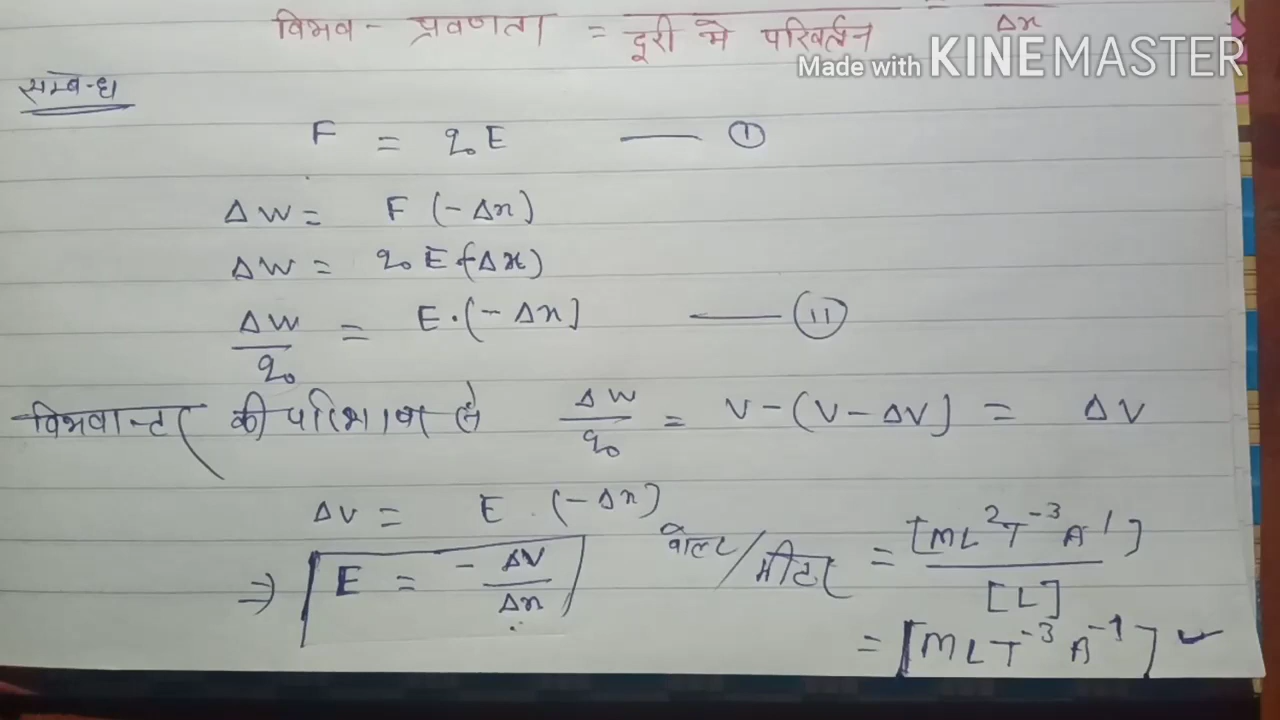 विभव - प्रवणता = दूरी मे परिवर्तन = Δx
Made with KINEMASTER
सम्बन्ध
F = q₀E —— ①
ΔW = F (-Δx)
ΔW = q₀ E (-Δx)
ΔW/q₀ = E·(-Δx) —— (11)
विभवान्तर की परिभाषा से ΔW/q₀ = V-(V-ΔV) = ΔV
ΔV = E·(-Δx)
⇒ E = -ΔV/Δx वोल्ट/मीटर = [ML²T⁻³A⁻¹]/[L]
= [MLT⁻³A⁻¹] ✓